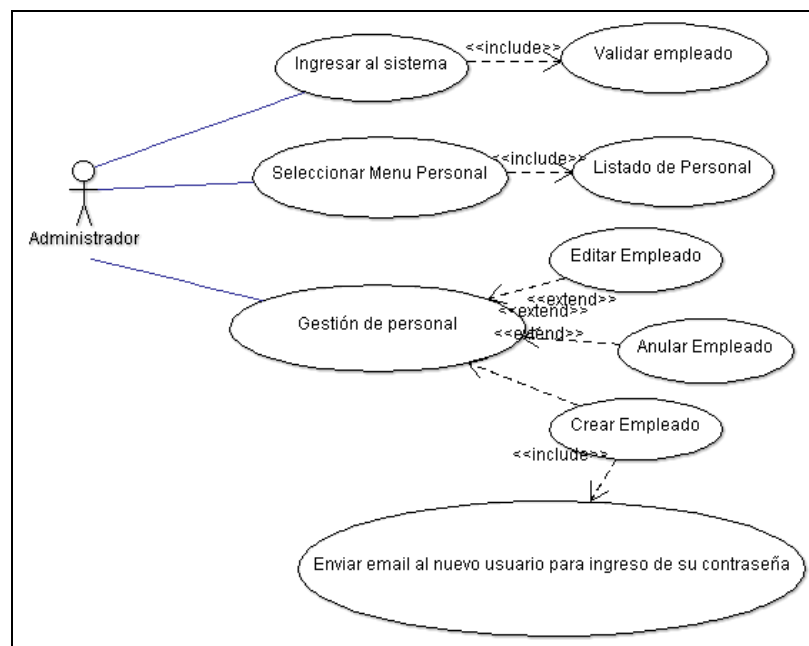 <<include>>
Ingresar al sistema
Validar empleado
<<include>>
Seleccionar Menu Personal
Listado de Personal
Administrador
Editar Empleado
<<extend>>
<<extend>>
Gestión de personal
<<extend>>
Anular Empleado
Crear Empleado
<<include>>
Enviar email al nuevo usuario para ingreso de su contraseña